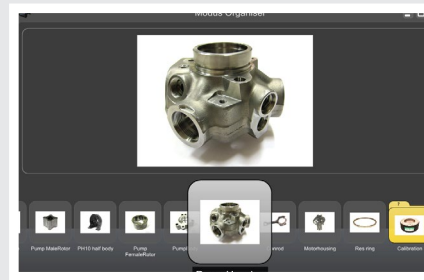 Modus Organiser
Pump MaleRotor
PH10 half body
Pump FemaleRotor
Motorhousing
Res ring
Calibration